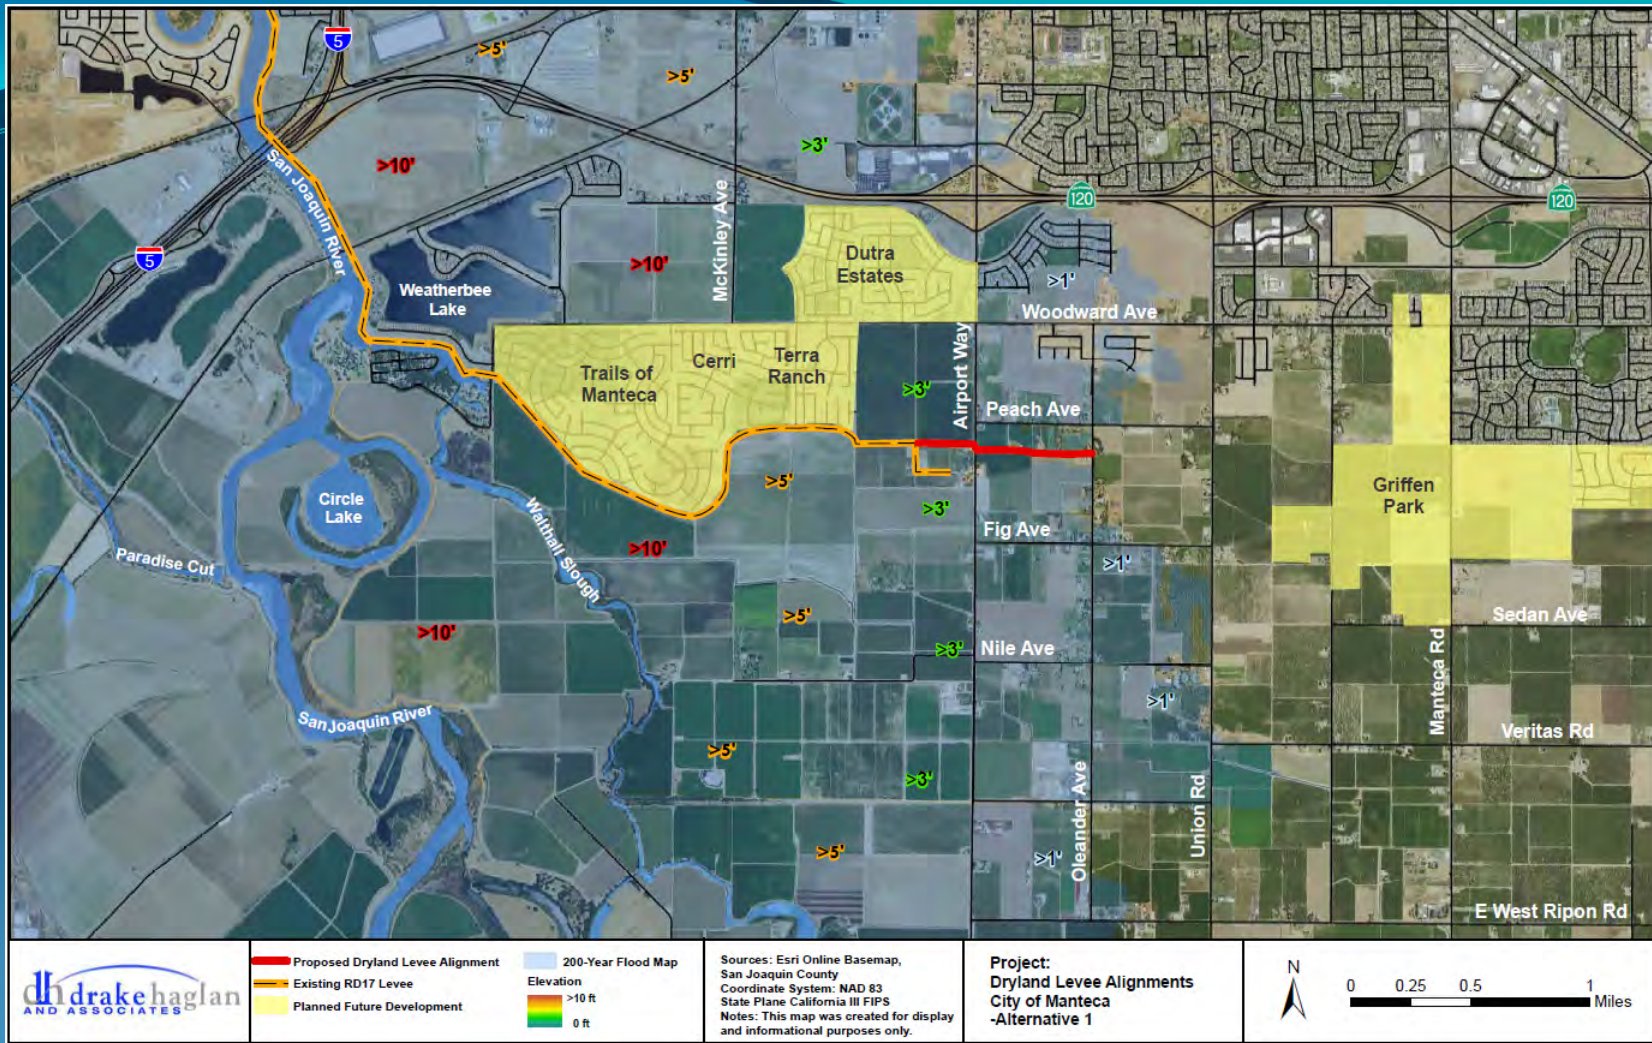 5
>5'
>5'
>3'
>10'
San Joaquin River
McKinley Ave
120
120
5
Dutra
Estates
>10'
Weatherbee
Lake
>1'
Woodward Ave
Cerri
Terra
Ranch
Trails of
Manteca
>3'
Airport Way
Peach Ave
>5'
Griffen
Park
Circle
Lake
>3'
Fig Ave
Walthall Slough
>10'
Paradise Cut
>1'
>5'
Sedan Ave
>10'
>3'
Nile Ave
Manteca Rd
>1'
San Joaquin River
Veritas Rd
>5'
>3'
Oleander Ave
Union Rd
>5'
>1'
E West Ripon Rd
dh drakehaglan
AND ASSOCIATES
Proposed Dryland Levee Alignment
Existing RD17 Levee
Planned Future Development
200-Year Flood Map
Elevation
>10 ft
0 ft
Sources: Esri Online Basemap,
San Joaquin County
Coordinate System: NAD 83
State Plane California III FIPS
Notes: This map was created for display
and informational purposes only.
Project:
Dryland Levee Alignments
City of Manteca
-Alternative 1
N
0 0.25 0.5 1
Miles